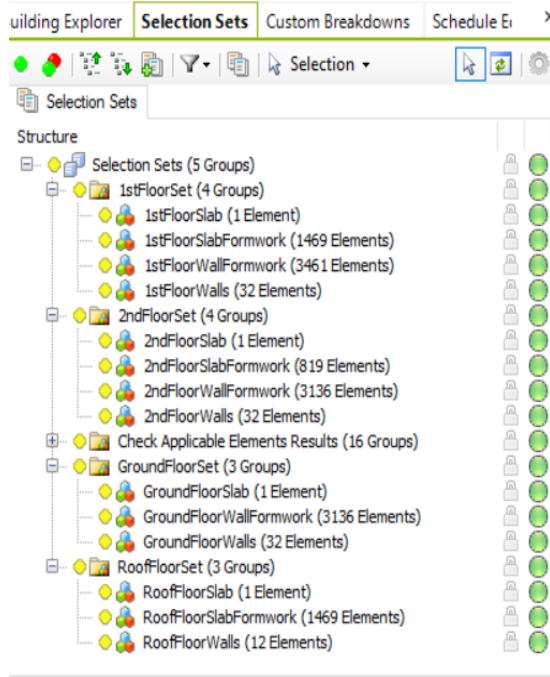 uilding Explorer Selection Sets Custom Breakdowns Schedule E
Selection
Selection Sets
Structure
Selection Sets (5 Groups)
1stFloorSet (4 Groups)
1stFloorSlab (1 Element)
1stFloorSlabFormwork (1469 Elements)
1stFloorWallFormwork (3461 Elements)
1stFloorWalls (32 Elements)
2ndFloorSet (4 Groups)
2ndFloorSlab (1 Element)
2ndFloorSlabFormwork (819 Elements)
2ndFloorWallFormwork (3136 Elements)
2ndFloorWalls (32 Elements)
Check Applicable Elements Results (16 Groups)
GroundFloorSet (3 Groups)
GroundFloorSlab (1 Element)
GroundFloorWallFormwork (3136 Elements)
GroundFloorWalls (32 Elements)
RoofFloorSet (3 Groups)
RoofFloorSlab (1 Element)
RoofFloorSlabFormwork (1469 Elements)
RoofFloorWalls (12 Elements)